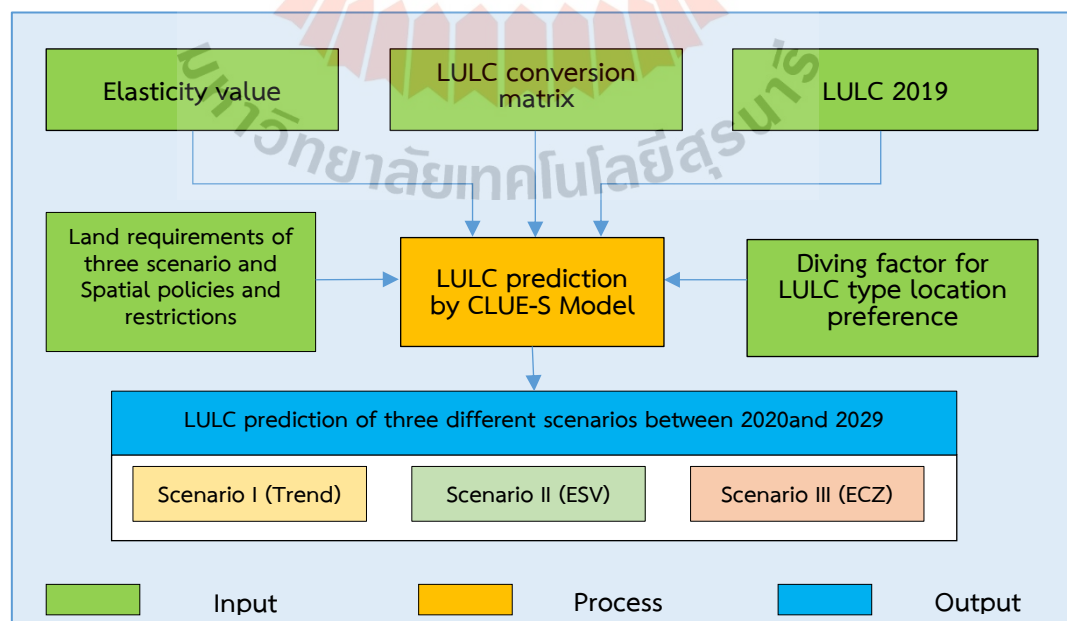 Elasticity value
LULC conversion
matrix
LULC 2019
มหาวิทยาลัยเทคโนโลยีสุรนารี
Land requirements of
three scenario and
Spatial policies and
restrictions
LULC prediction
by CLUE-S Model
Diving factor for
LULC type location
preference
LULC prediction of three different scenarios between 2020and 2029
Scenario I (Trend)
Scenario II (ESV)
Scenario III (ECZ)
Input
Process
Output